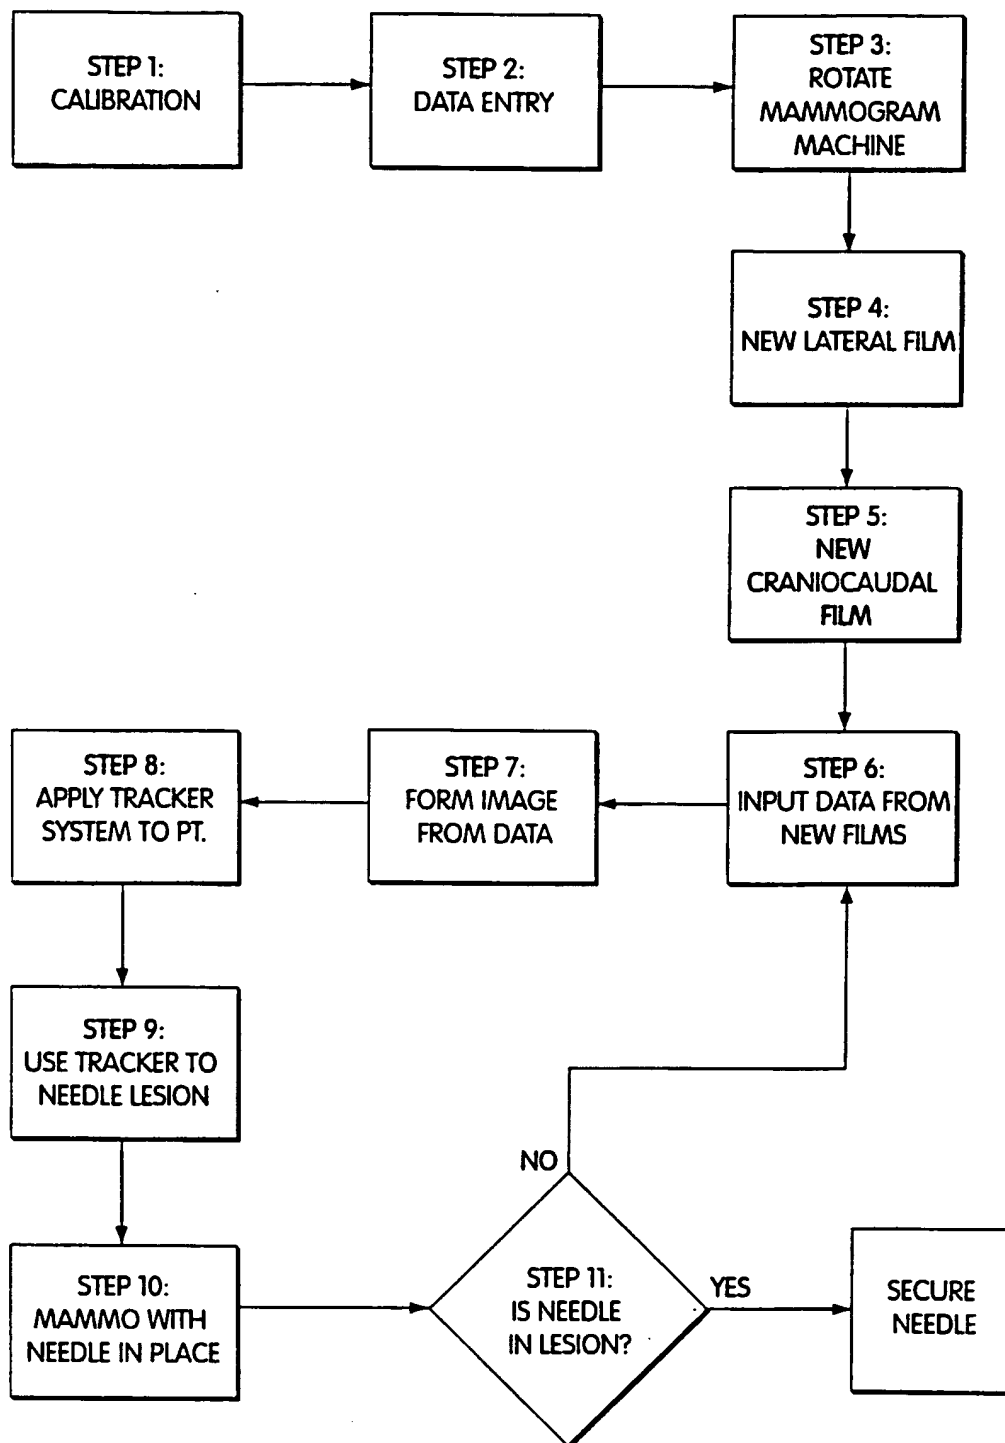 STEP 1:
CALIBRATION
STEP 2:
DATA ENTRY
STEP 3:
ROTATE
MAMMOGRAM
MACHINE
STEP 4:
NEW LATERAL FILM
STEP 5:
NEW
CRANIOCAUDAL
FILM
STEP 6:
INPUT DATA FROM
NEW FILMS
STEP 7:
FORM IMAGE
FROM DATA
STEP 8:
APPLY TRACKER
SYSTEM TO PT.
STEP 9:
USE TRACKER TO
NEEDLE LESION
STEP 10:
MAMMO WITH
NEEDLE IN PLACE
STEP 11:
IS NEEDLE
IN LESION?
NO
YES
SECURE
NEEDLE